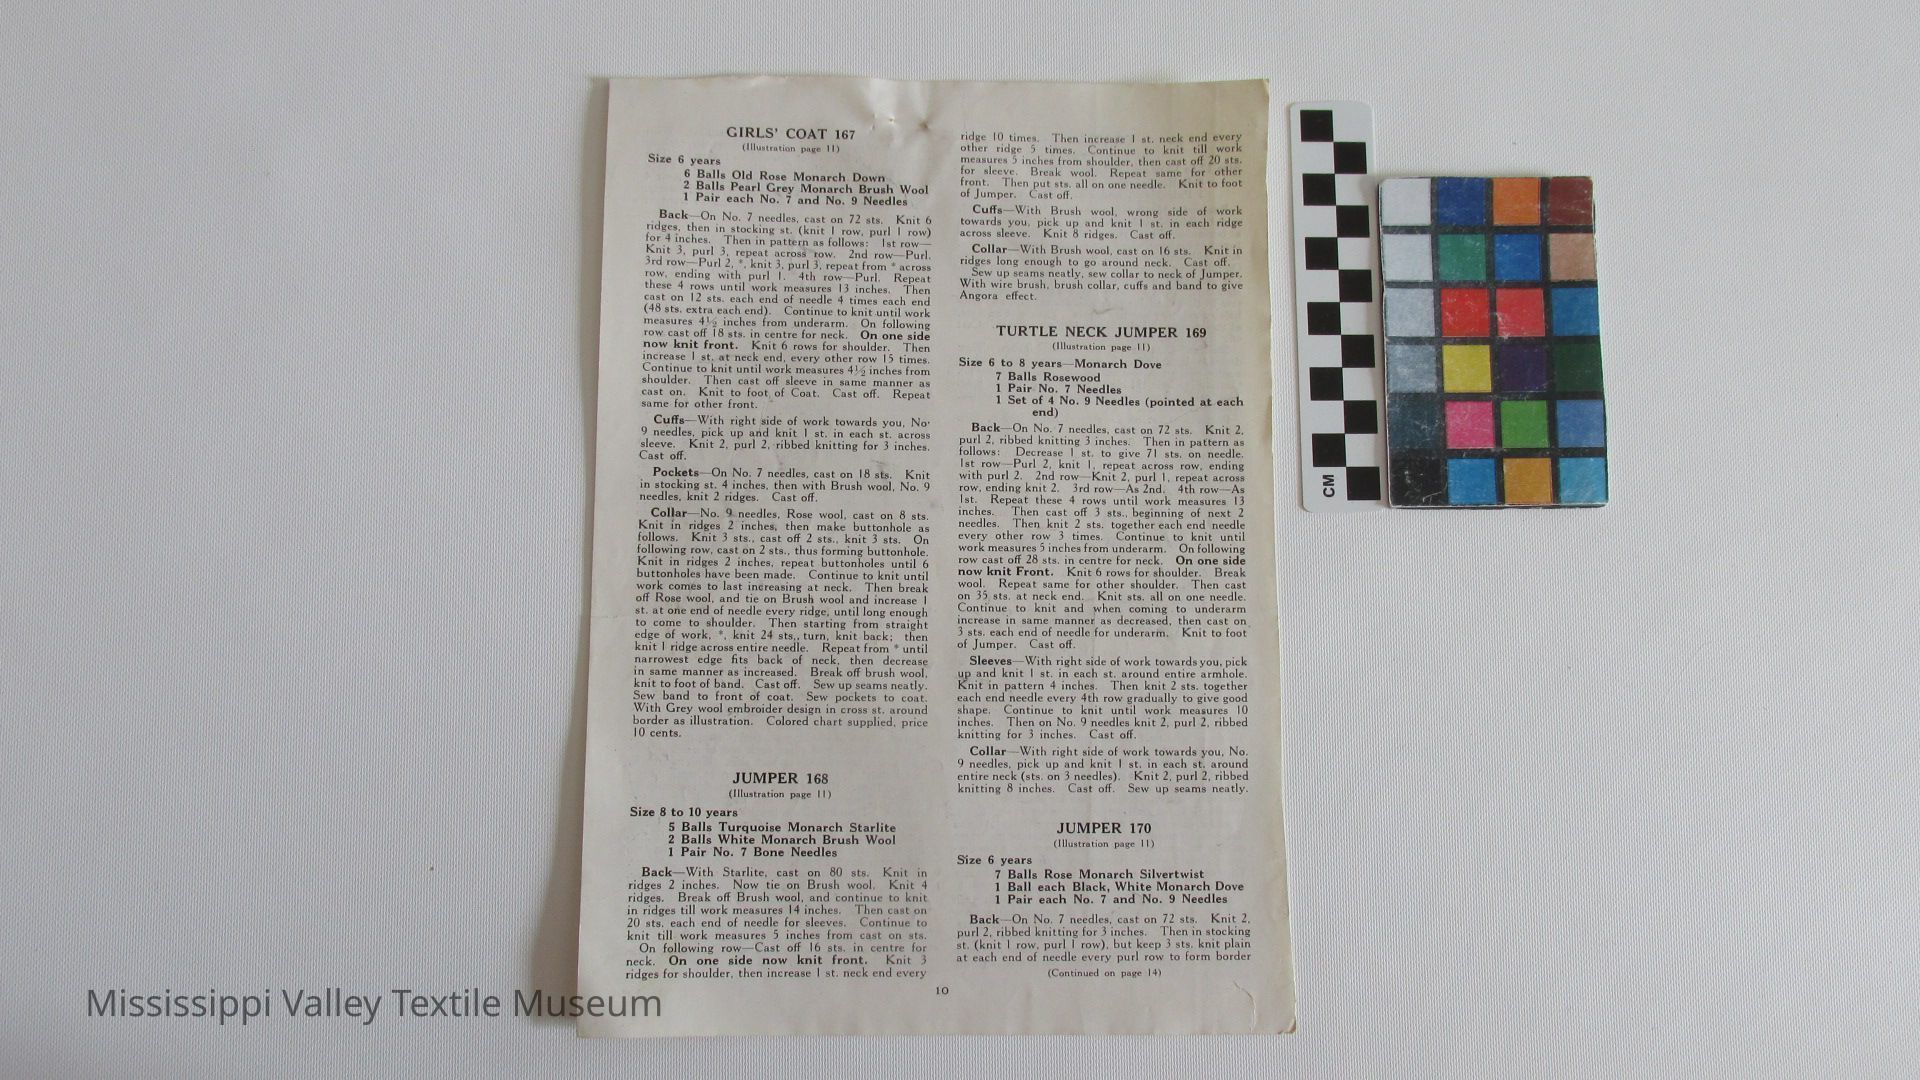 GIRLS' COAT 167
(Illustration page 11)
Size 6 years
6 Balls Old Rose Monarch Down
2 Balls Pearl Grey Monarch Brush Wool
1 Pair each No. 7 and No. 9 Needles
Back—On No. 7 needles, cast on 72 sts. Knit 6
ridges, then in stocking st. (knit 1 row, purl 1 row)
for 4 inches. Then in pattern as follows: 1st row—
Knit 3, purl 3, repeat across row. 2nd row—Purl.
3rd row—Purl 2, *, knit 3, purl 3, repeat from * across
row, ending with purl 1. 4th row—Purl. Repeat
these 4 rows until work measures 13 inches. Then
cast on 12 sts. each end of needle 4 times each end
(48 sts. extra each end). Continue to knit until work
measures 4½ inches from underarm. On following
row cast off 18 sts. in centre for neck. On one side
now knit front. Knit 6 rows for shoulder. Then
increase 1 st. at neck end, every other row 15 times.
Continue to knit until work measures 4½ inches from
shoulder. Then cast off sleeve in same manner as
cast on. Knit to foot of Coat. Cast off. Repeat
same for other front.
Cuffs—With right side of work towards you, No.
9 needles, pick up and knit 1 st. in each st. across
sleeve. Knit 2, purl 2, ribbed knitting for 3 inches.
Cast off.
Pockets—On No. 7 needles, cast on 18 sts. Knit
in stocking st. 4 inches, then with Brush wool, No. 9
needles, knit 2 ridges. Cast off.
Collar—No. 9 needles, Rose wool, cast on 8 sts.
Knit in ridges 2 inches, then make buttonhole as
follows. Knit 3 sts., cast off 2 sts., knit 3 sts. On
following row, cast on 2 sts., thus forming buttonhole.
Knit in ridges 2 inches, repeat buttonholes until 6
buttonholes have been made. Continue to knit until
work comes to last increasing at neck. Then break
off Rose wool, and tie on Brush wool and increase 1
st. at one end of needle every ridge, until long enough
to come to shoulder. Then starting from straight
edge of work, *, knit 24 sts., turn, knit back; then
knit 1 ridge across entire needle. Repeat from * until
narrowest edge fits back of neck, then decrease
in same manner as increased. Break off brush wool,
knit to foot of band. Cast off. Sew up seams neatly.
Sew band to front of coat. Sew pockets to coat.
With Grey wool embroider design in cross st. around
border as illustration. Colored chart supplied, price
10 cents.
JUMPER 168
(Illustration page 11)
Size 8 to 10 years
5 Balls Turquoise Monarch Starlite
2 Balls White Monarch Brush Wool
1 Pair No. 7 Bone Needles
Back—With Starlite, cast on 80 sts. Knit in
ridges 2 inches. Now tie on Brush wool. Knit 4
ridges. Break off Brush wool, and continue to knit
in ridges till work measures 14 inches. Then cast on
20 sts. each end of needle for sleeves. Continue to
knit till work measures 5 inches from cast on sts.
On following row—Cast off 16 sts. in centre for
neck. On one side now knit front. Knit 3
ridges for shoulder, then increase 1 st. neck end every
ridge 10 times. Then increase 1 st. neck end every
other ridge 5 times. Continue to knit till work
measures 5 inches from shoulder, then cast off 20 sts.
for sleeve. Break wool. Repeat same for other
front. Then put sts. all on one needle. Knit to foot
of Jumper. Cast off.
Cuffs—With Brush wool, wrong side of work
towards you, pick up and knit 1 st. in each ridge
across sleeve. Knit 8 ridges. Cast off.
Collar—With Brush wool, cast on 16 sts. Knit in
ridges long enough to go around neck. Cast off.
Sew up seams neatly, sew collar to neck of Jumper.
With wire brush, brush collar, cuffs and band to give
Angora effect.
TURTLE NECK JUMPER 169
(Illustration page 11)
Size 6 to 8 years—Monarch Dove
7 Balls Rosewood
1 Pair No. 7 Needles
1 Set of 4 No. 9 Needles (pointed at each
end)
Back—On No. 7 needles, cast on 72 sts. Knit 2,
purl 2, ribbed knitting 3 inches. Then in pattern as
follows: Decrease 1 st. to give 71 sts. on needle.
1st row—Purl 2, knit 1, repeat across row, ending
with purl 2. 2nd row—Knit 2, purl 1, repeat across
row, ending knit 2. 3rd row—As 2nd. 4th row—As
1st. Repeat these 4 rows until work measures 13
inches. Then cast off 3 sts., beginning of next 2
needles. Then knit 2 sts. together each end needle
every other row 3 times. Continue to knit until
work measures 5 inches from underarm. On following
row cast off 28 sts. in centre for neck. On one side
now knit Front. Knit 6 rows for shoulder. Break
wool. Repeat same for other shoulder. Then cast
on 35 sts. at neck end. Knit sts. all on one needle.
Continue to knit and when coming to underarm
increase in same manner as decreased, then cast on
3 sts. each end of needle for underarm. Knit to foot
of Jumper. Cast off.
Sleeves—With right side of work towards you, pick
up and knit 1 st. in each st. around entire armhole.
Knit in pattern 4 inches. Then knit 2 sts. together
each end needle every 4th row gradually to give good
shape. Continue to knit until work measures 10
inches. Then on No. 9 needles knit 2, purl 2, ribbed
knitting for 3 inches. Cast off.
Collar—With right side of work towards you, No.
9 needles, pick up and knit 1 st. in each st. around
entire neck (sts. on 3 needles). Knit 2, purl 2, ribbed
knitting 8 inches. Cast off. Sew up seams neatly.
JUMPER 170
(Illustration page 11)
Size 6 years
7 Balls Rose Monarch Silvertwist
1 Ball each Black, White Monarch Dove
1 Pair each No. 7 and No. 9 Needles
Back—On No. 7 needles, cast on 72 sts. Knit 2,
purl 2, ribbed knitting for 3 inches. Then in stocking
st. (knit 1 row, purl 1 row), but keep 3 sts. knit plain
at each end of needle every purl row to form border
(Continued on page 14)
10
CM
Mississippi Valley Textile Museum